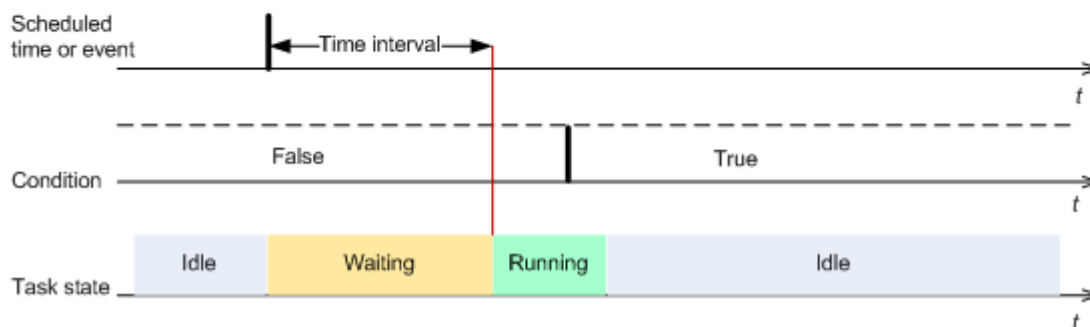 Scheduled
time or event
Time interval
t
False
True
Condition
t
Idle
Waiting
Running
Idle
Task state
t